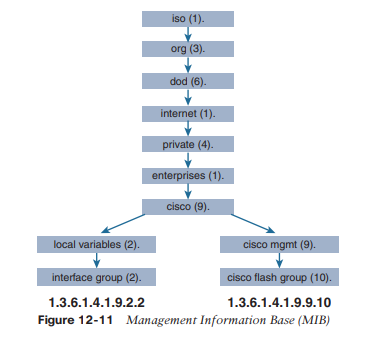 iso (1).
org (3).
dod (6).
internet (1).
private (4).
enterprises (1).
cisco (9).
local variables (2).
cisco mgmt (9).
interface group (2).
cisco flash group (10).
1.3.6.1.4.1.9.2.2
1.3.6.1.4.1.9.9.10
Figure 12-11 Management Information Base (MIB)